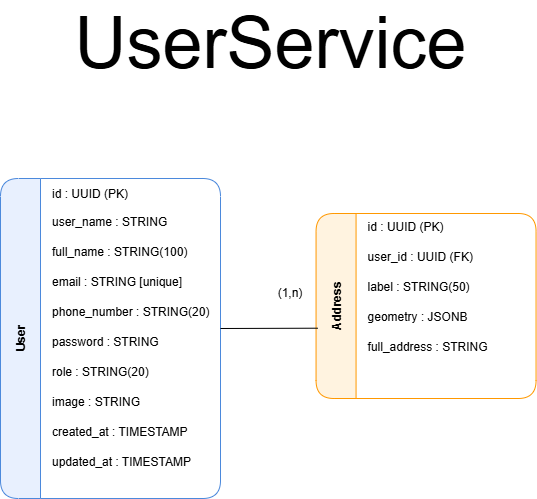 UserService
User
id : UUID (PK)
user_name : STRING
full_name : STRING(100)
email : STRING [unique]
phone_number : STRING(20)
password : STRING
role : STRING(20)
image : STRING
created_at : TIMESTAMP
updated_at : TIMESTAMP
(1,n)
Address
id : UUID (PK)
user_id : UUID (FK)
label : STRING(50)
geometry : JSONB
full_address : STRING